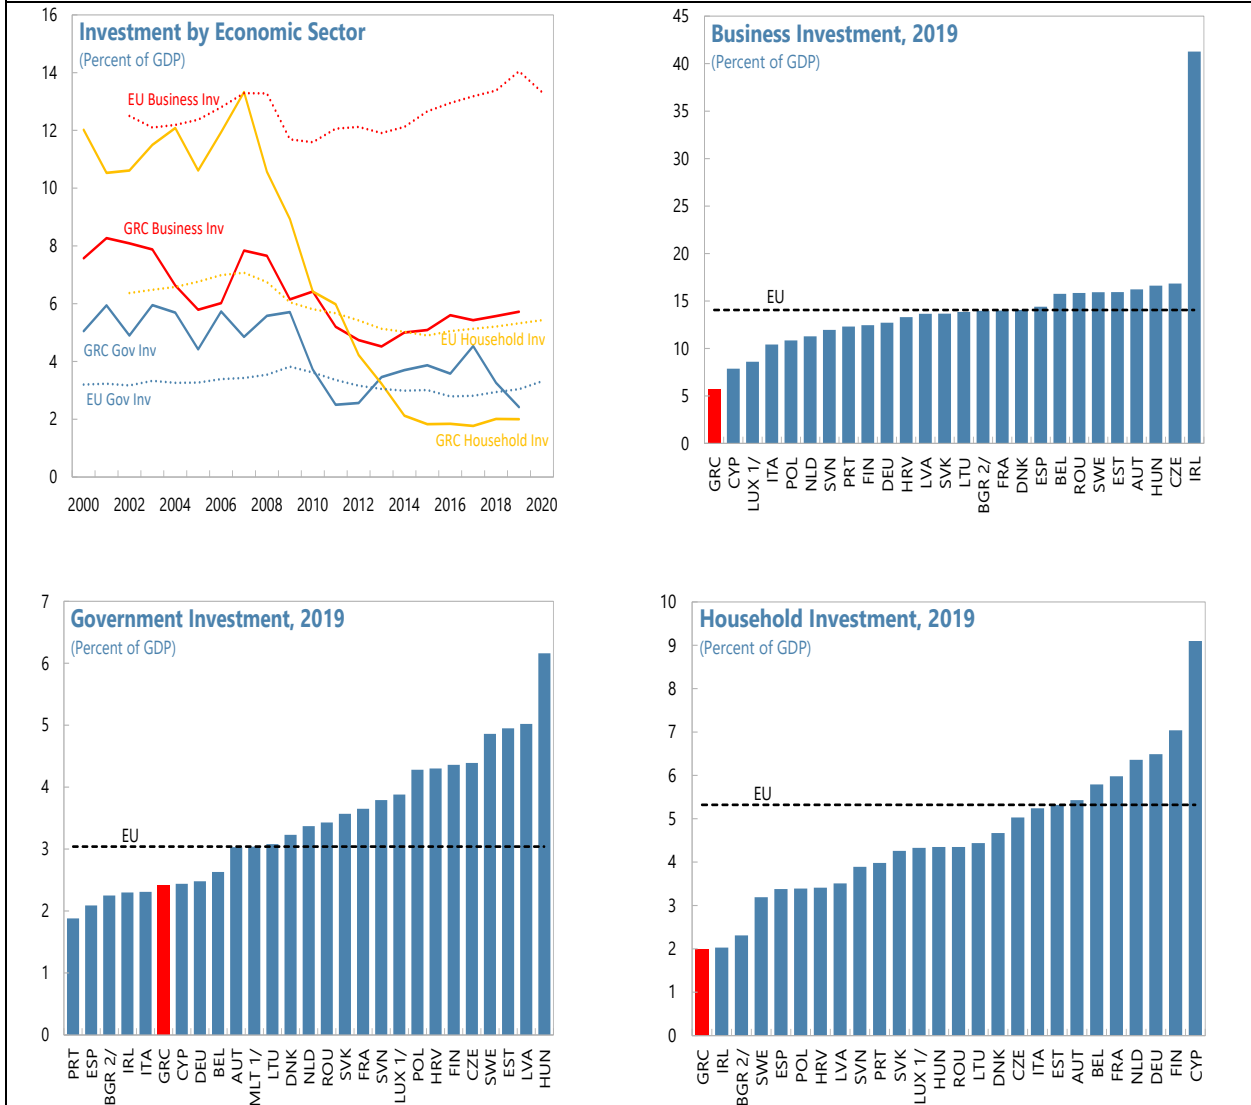 Investment by Economic Sector
(Percent of GDP)
16
14
12
10
8
6
4
2
0
EU Business Inv
GRC Business Inv
GRC Gov Inv
EU Gov Inv
EU Household Inv
GRC Household Inv
2000 2002 2004 2006 2008 2010 2012 2014 2016 2018 2020
Business Investment, 2019
(Percent of GDP)
45
40
35
30
25
20
15
10
5
0
EU
GRC CYP LUX 1/ ITA POL NLD SVN PRT FIN DEU HRV LVA SVK LTU BGR 2/ FRA DNK ESP BEL ROU SWE EST AUT HUN CZE IRL
Government Investment, 2019
(Percent of GDP)
7
6
5
4
3
2
1
0
EU
PRT ESP BGR 2/ IRL ITA GRC CYP DEU BEL AUT MLT 1/ LTU DNK NLD ROU SVK FRA SVN LUX 1/ POL HRV FIN CZE SWE EST LVA HUN
Household Investment, 2019
(Percent of GDP)
10
9
8
7
6
5
4
3
2
1
0
EU
GRC IRL BGR 2/ SWE ESP POL HRV LVA SVN PRT SVK LUX 1/ HUN ROU LTU DNK CZE ITA EST AUT BEL FRA NLD DEU FIN CYP